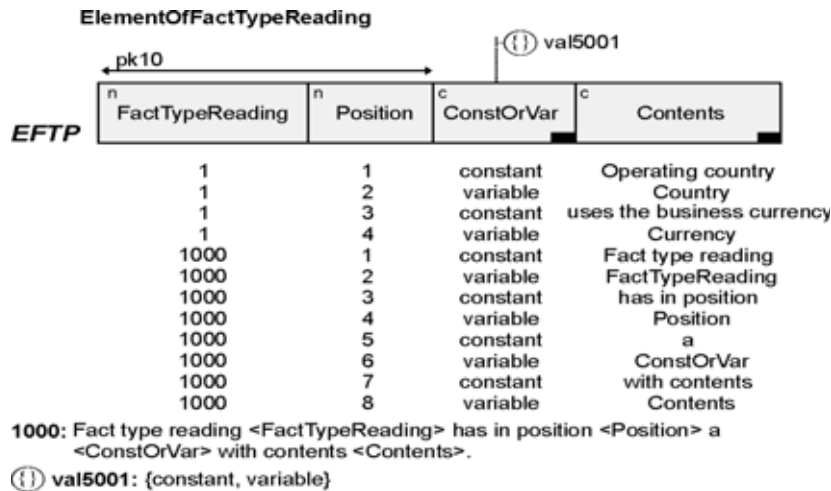 ElementOfFactTypeReading
({}) val5001
pk10
n n c c
FactTypeReading Position ConstOrVar Contents
EFTP
1 1 constant Operating country
1 2 variable Country
1 3 constant uses the business currency
1 4 variable Currency
1000 1 constant Fact type reading
1000 2 variable FactTypeReading
1000 3 constant has in position
1000 4 variable Position
1000 5 constant a
1000 6 variable ConstOrVar
1000 7 constant with contents
1000 8 variable Contents
1000: Fact type reading <FactTypeReading> has in position <Position> a
<ConstOrVar> with contents <Contents>.
({}) val5001: {constant, variable}